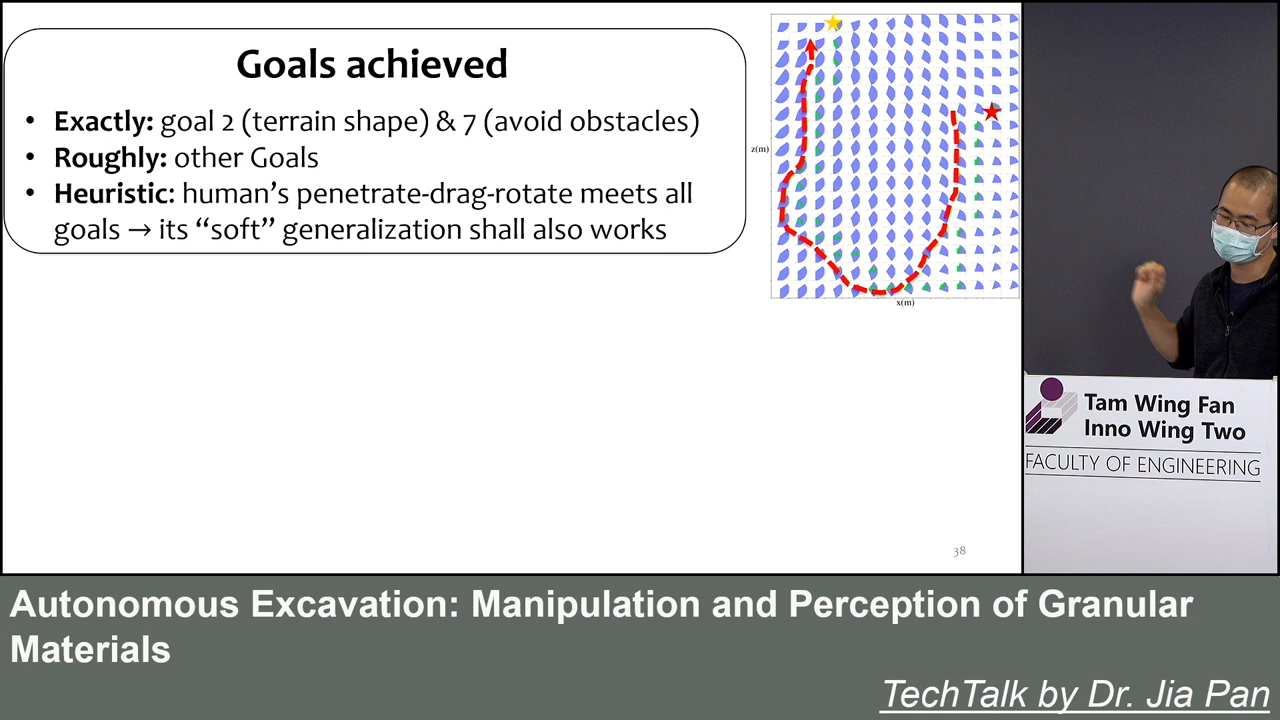 Goals achieved
• Exactly: goal 2 (terrain shape) & 7 (avoid obstacles)
• Roughly: other Goals
• Heuristic: human's penetrate-drag-rotate meets all
goals → its “soft” generalization shall also works
z(m)
x(m)
38
Tam Wing Fan
Inno Wing Two
FACULTY OF ENGINEERING
Autonomous Excavation: Manipulation and Perception of Granular
Materials
TechTalk by Dr. Jia Pan